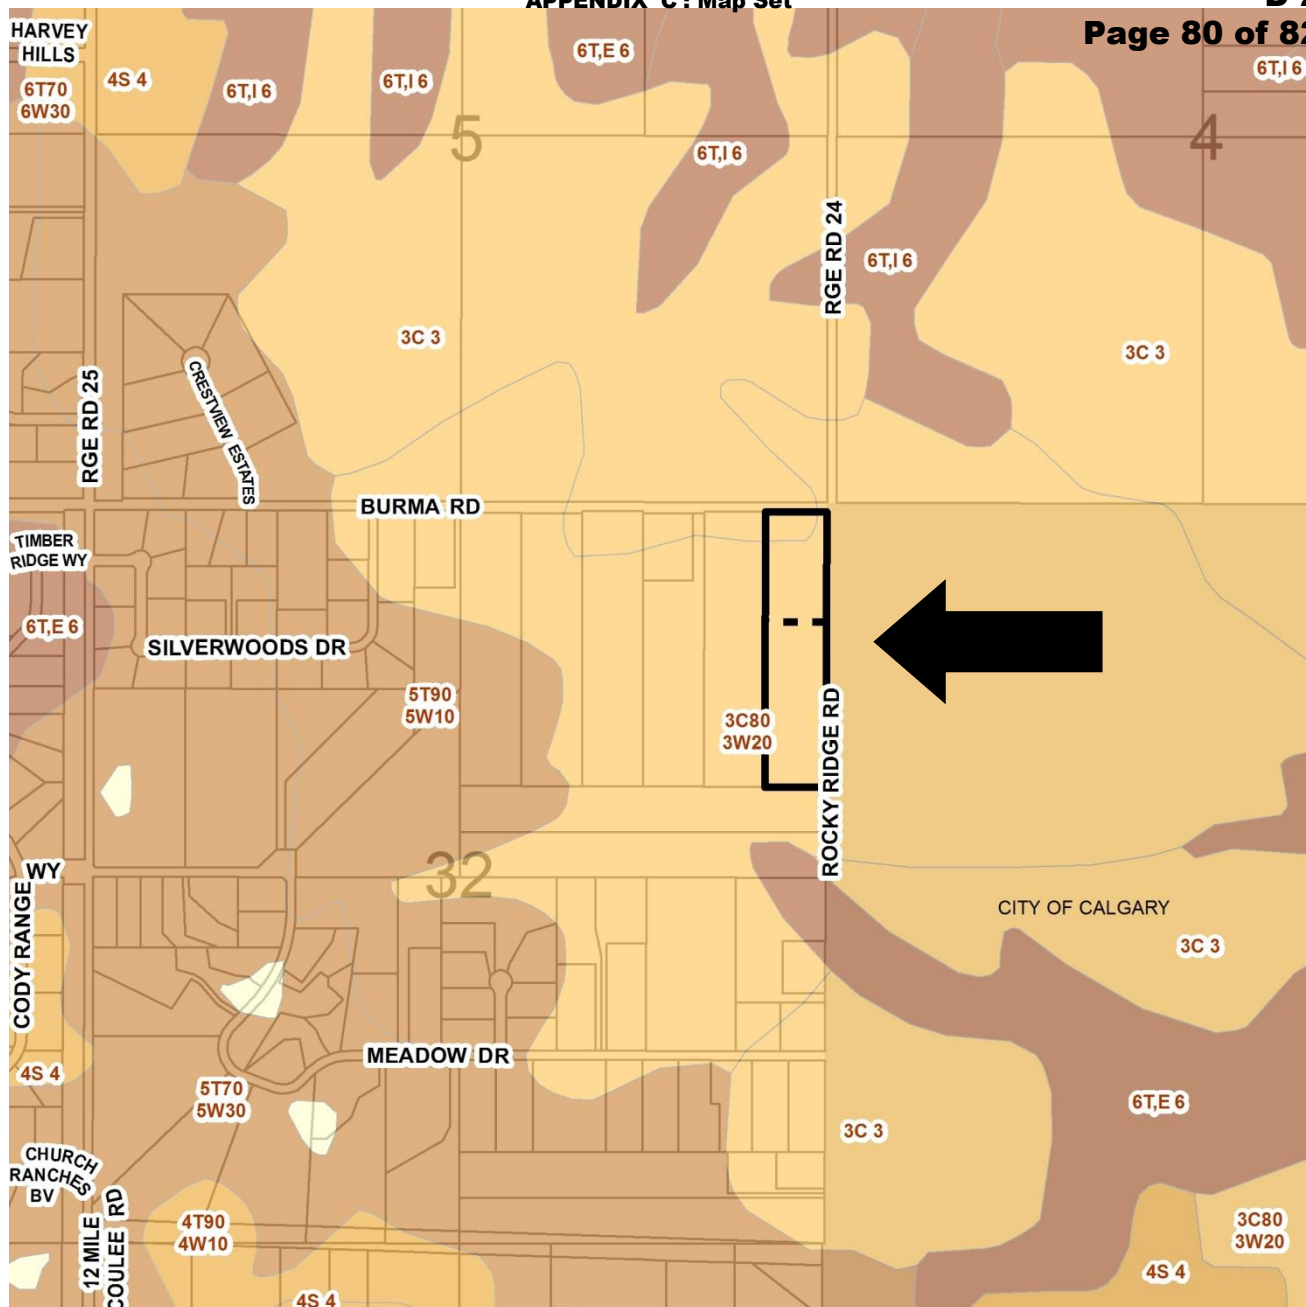 APPENDIX 'C': Map Set
Page 80 of 82
HARVEY
HILLS
6T70
6W30
4S 4
6T,I 6
6T,I 6
6T,E 6
6T,I 6
6T,I 6
5
4
RGE RD 24
6T,I 6
3C 3
3C 3
RGE RD 25
CRESTVIEW ESTATES
BURMA RD
TIMBER
RIDGE WY
6T,E 6
SILVERWOODS DR
5T90
5W10
3C80
3W20
ROCKY RIDGE RD
32
WY
CODY RANGE
CITY OF CALGARY
3C 3
MEADOW DR
4S 4
5T70
5W30
6T,E 6
3C 3
CHURCH
RANCHES
BV
12 MILE
COULEE RD
4T90
4W10
3C80
3W20
4S 4
4S 4